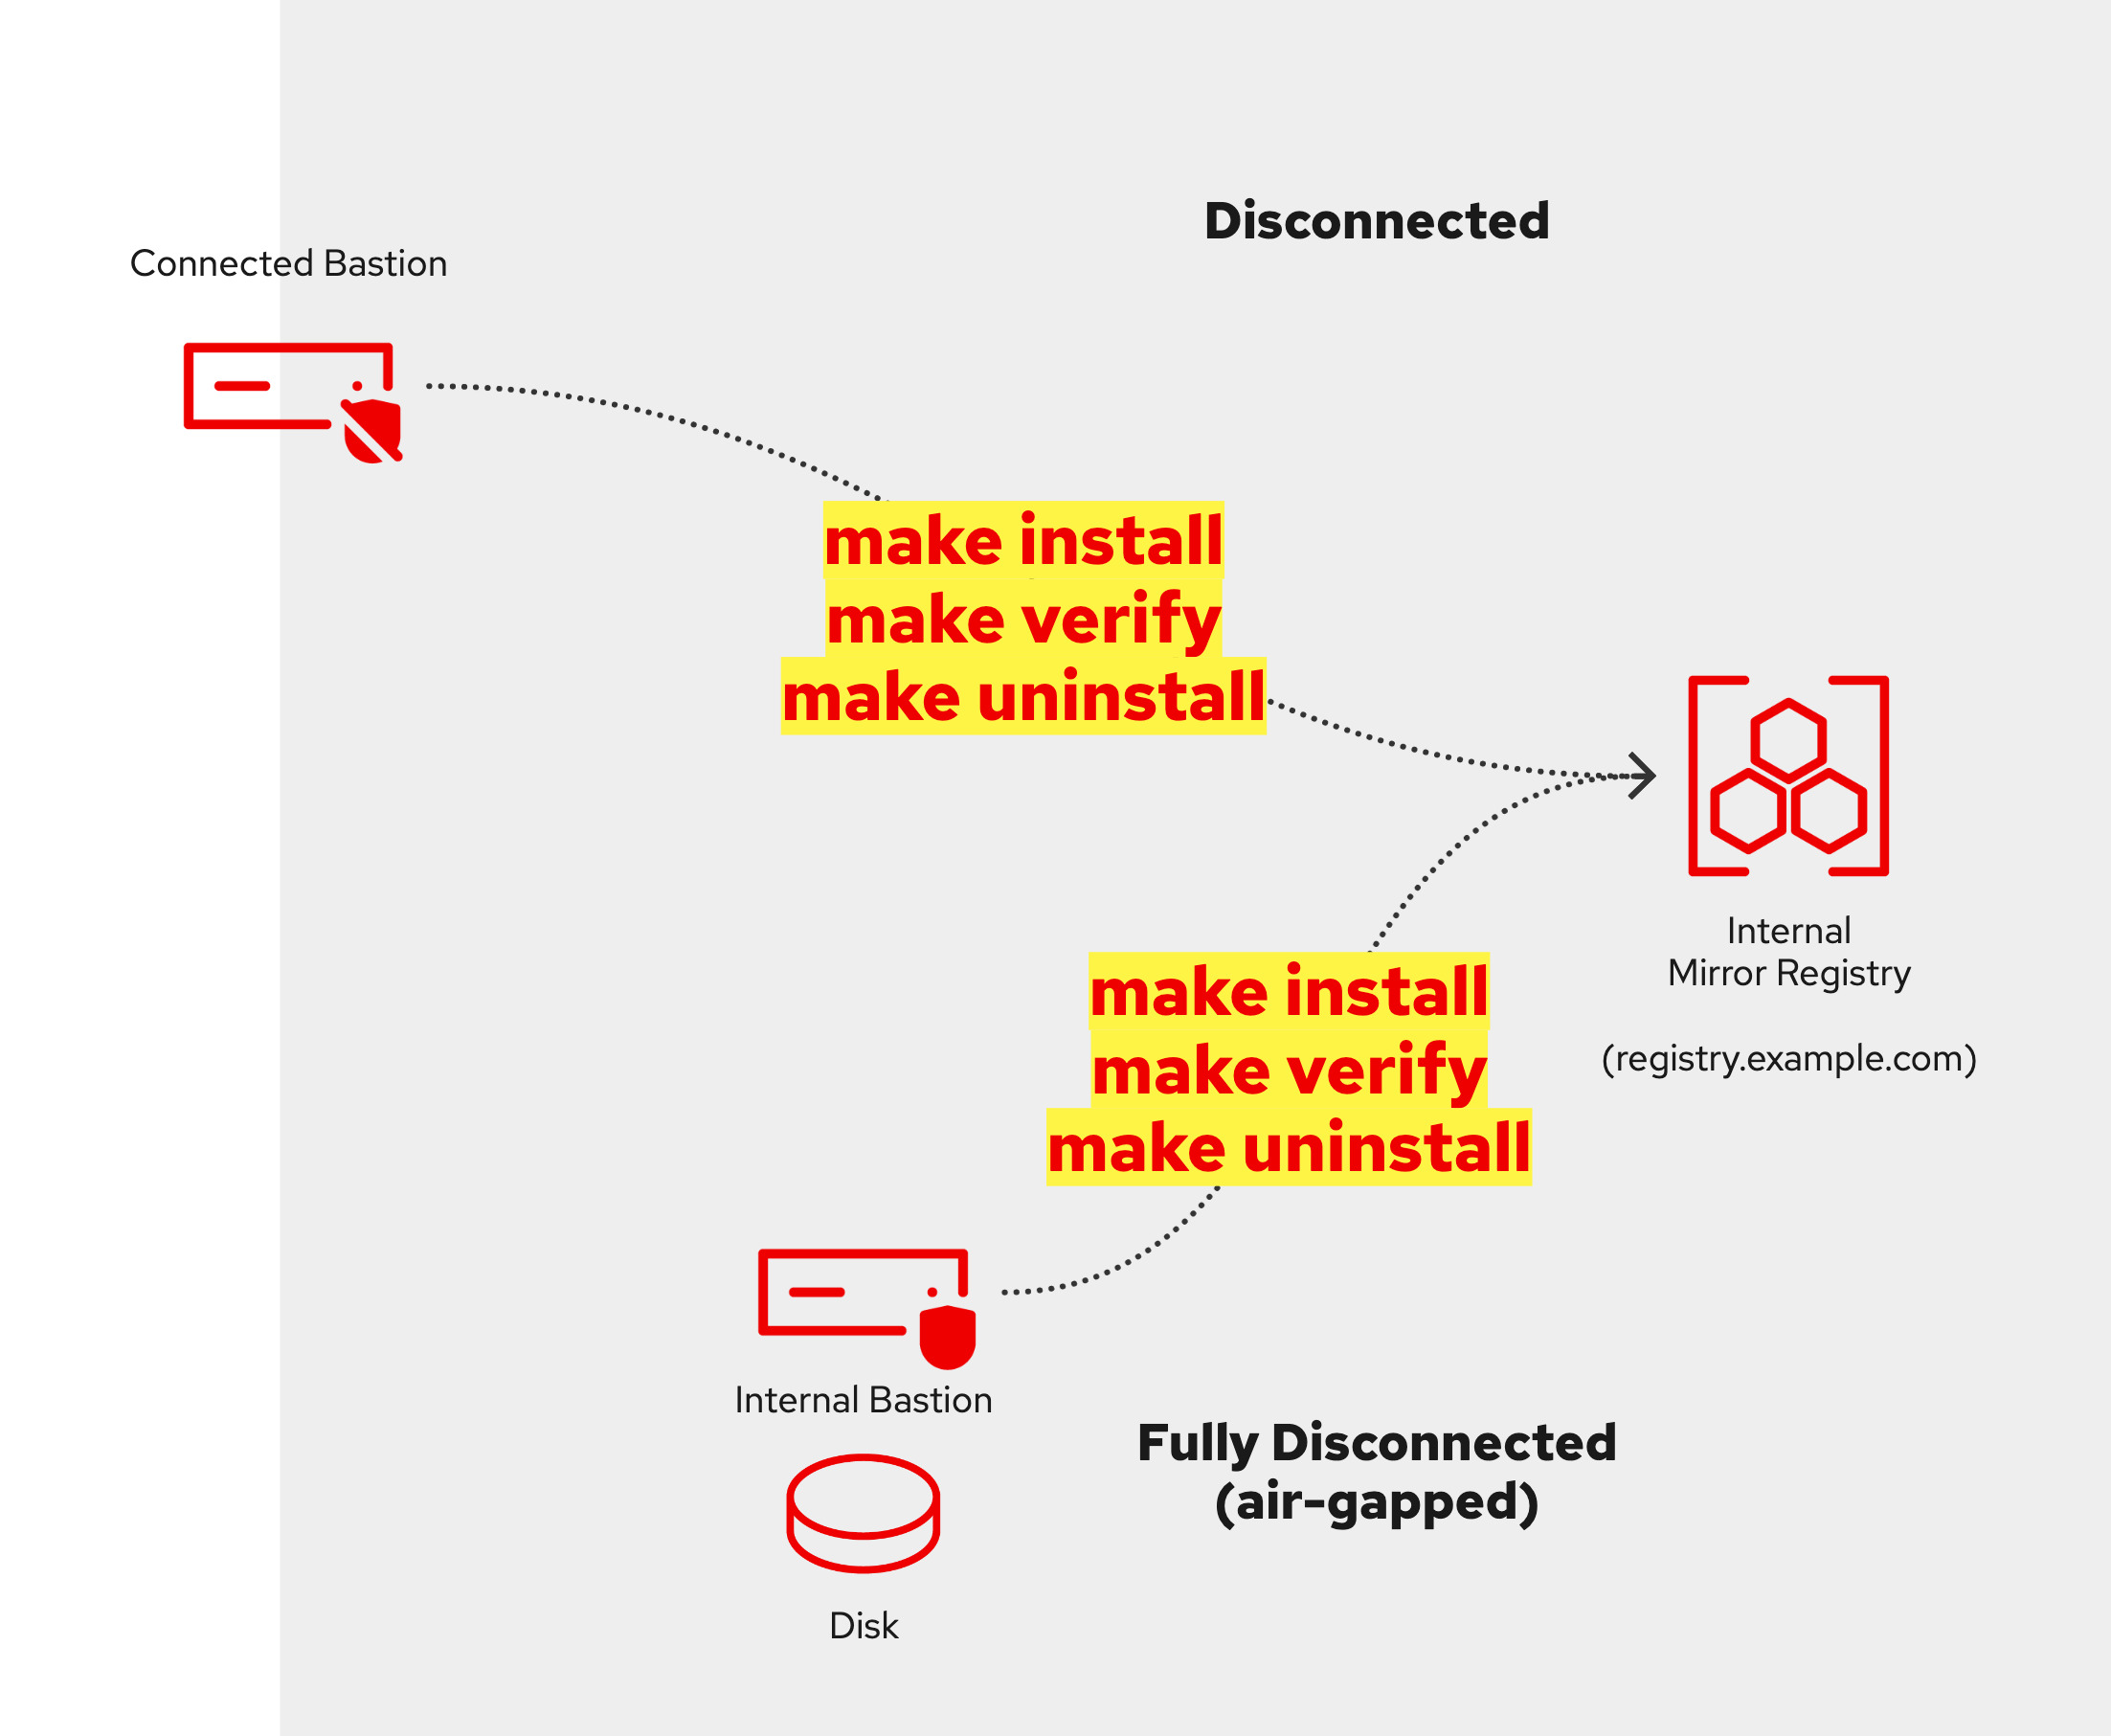 Disconnected
Connected Bastion
make install
make verify
make uninstall
Internal
Mirror Registry
(registry.example.com)
make install
make verify
make uninstall
Internal Bastion
Fully Disconnected
(air-gapped)
Disk